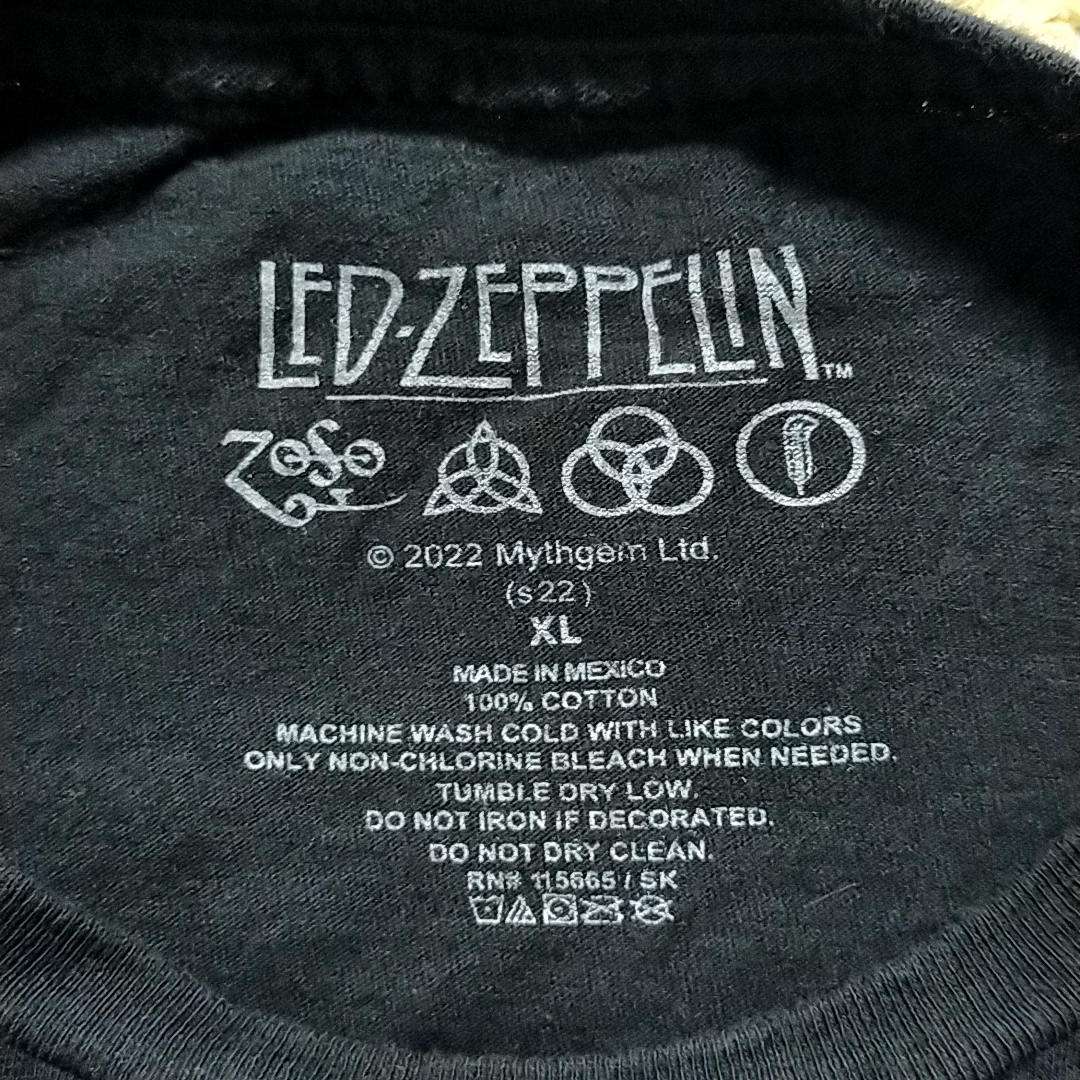 LED-ZEPPELIN™
ZOSO
© 2022 Mythgem Ltd.
(s22)
XL
MADE IN MEXICO
100% COTTON
MACHINE WASH COLD WITH LIKE COLORS
ONLY NON-CHLORINE BLEACH WHEN NEEDED.
TUMBLE DRY LOW.
DO NOT IRON IF DECORATED.
DO NOT DRY CLEAN.
RN# 115665 / SK